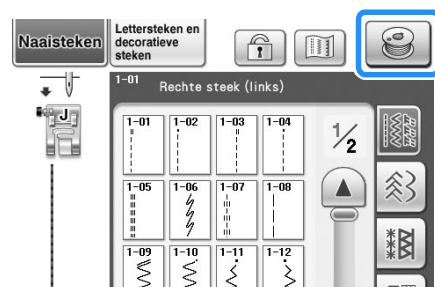 Naaisteken
Lettersteken en
decoratieve
steken
1-01
Rechte steek (links)
J
1-01 1-02 1-03 1-04
1/2
1-05 1-06 1-07 1-08
1-09 1-10 1-11 1-12